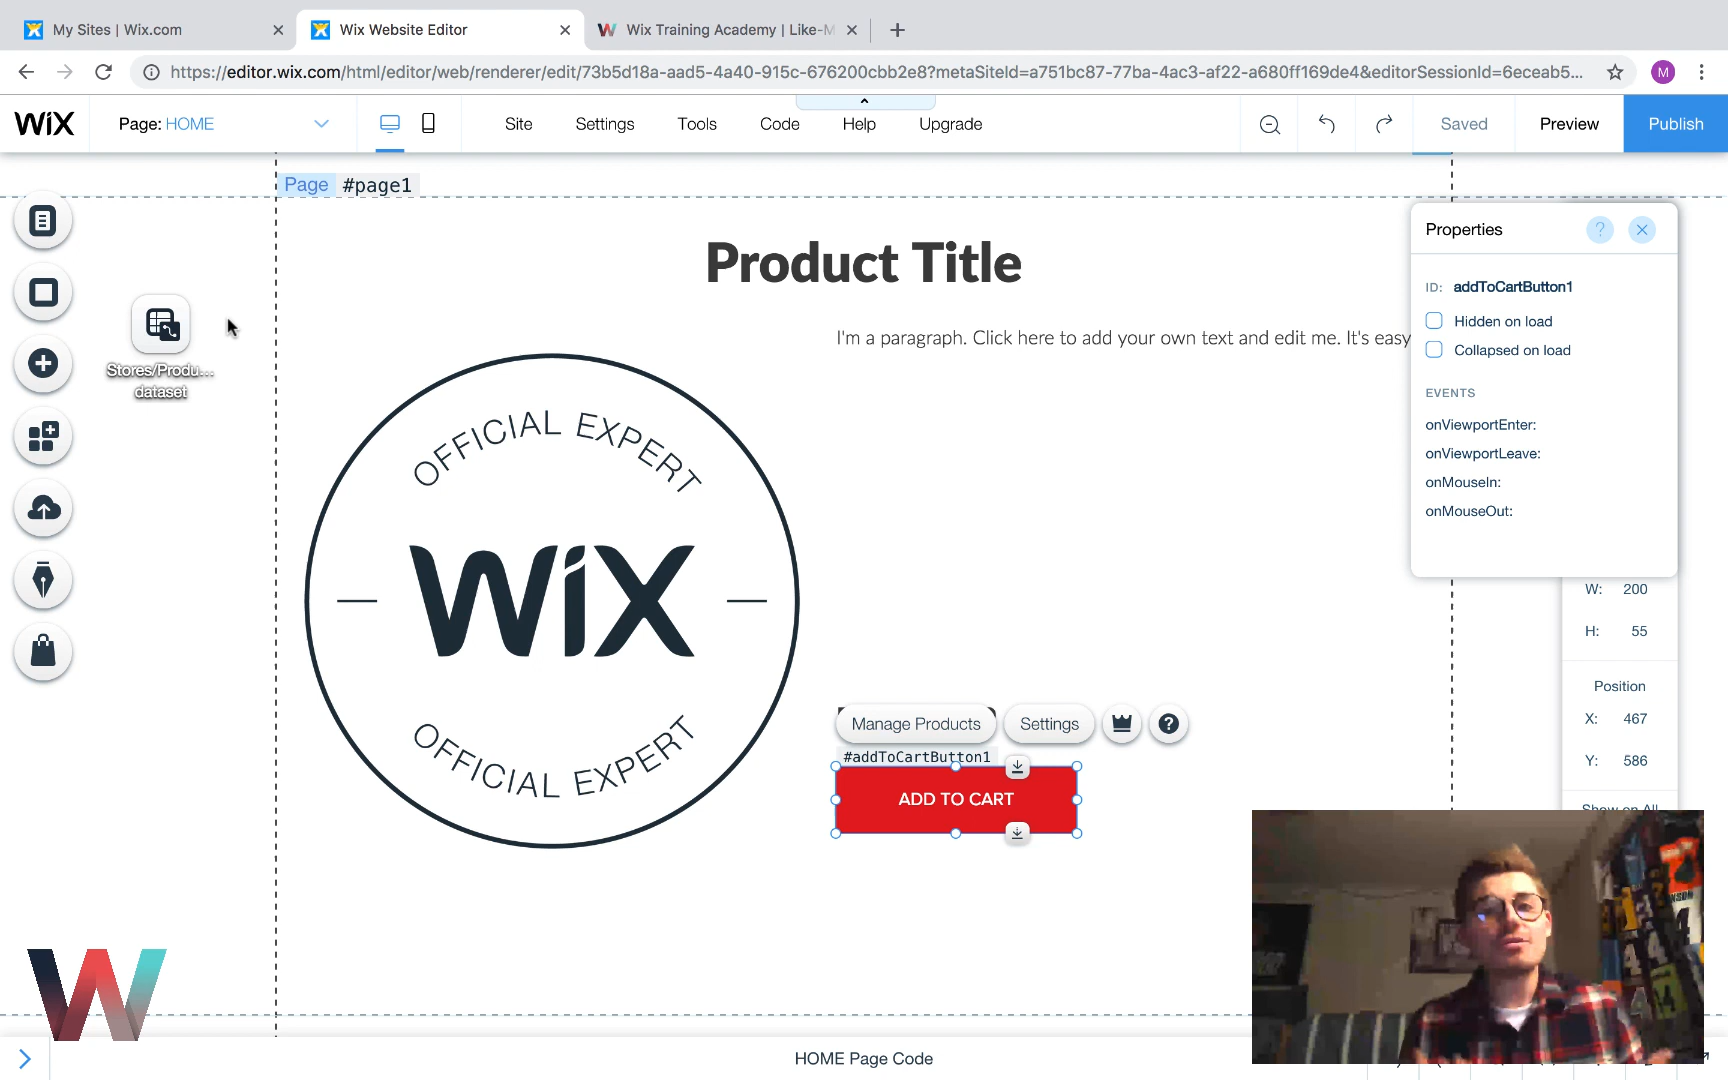 My Sites | Wix.com
Wix Website Editor
Wix Training Academy | Like-M
https://editor.wix.com/html/editor/web/renderer/edit/73b5d18a-aad5-4a40-915c-676200cbb2e8?metaSiteId=a751bc87-77ba-4ac3-af22-a680ff169de4&editorSessionId=6eceab5...
M
WiX
Page: HOME
Site
Settings
Tools
Code
Help
Upgrade
Saved
Preview
Publish
Page #page1
Product Title
Properties
?
ID: addToCartButton1
Hidden on load
Collapsed on load
EVENTS
onViewportEnter:
onViewportLeave:
onMouseIn:
onMouseOut:
Stores/Produ...
dataset
I'm a paragraph. Click here to add your own text and edit me. It's easy
OFFICIAL EXPERT
WiX
OFFICIAL EXPERT
W: 200
H: 55
Position
X: 467
Y: 586
Show on All
Manage Products
Settings
?
#addToCartButton1
ADD TO CART
W
HOME Page Code